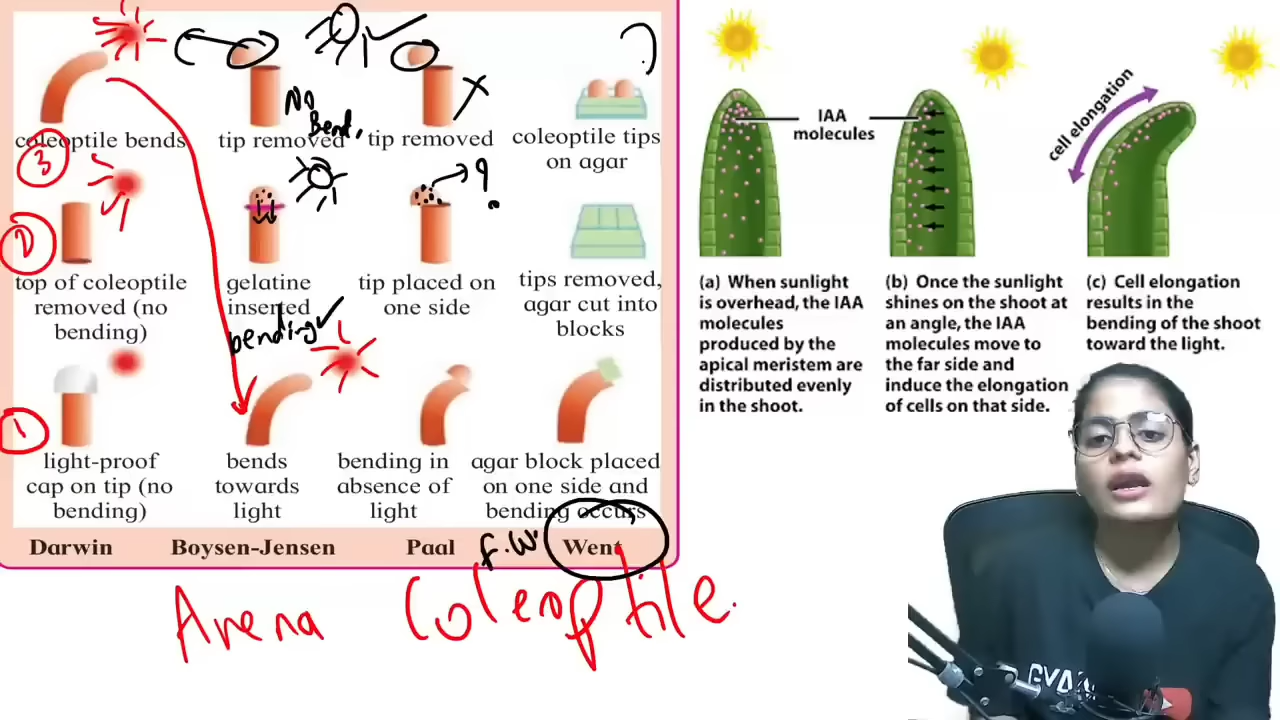 coleoptile bends
tip removed
tip removed
coleoptile tips
on agar
No
Bend.
3
2
1
top of coleoptile
removed (no
bending)
gelatine
inserted
bending ✓
tip placed on
one side
?
tips removed,
agar cut into
blocks
light-proof
cap on tip (no
bending)
bends
towards
light
bending in
absence of
light
agar block placed
on one side and
bending occurs
Darwin
Boysen-Jensen
Paal
F.W.
Went
Avena Coleoptile.
IAA
molecules
cell elongation
(a) When sunlight
is overhead, the IAA
molecules
produced by the
apical meristem are
distributed evenly
in the shoot.
(b) Once the sunlight
shines on the shoot at
an angle, the IAA
molecules move to
the far side and
induce the elongation
of cells on that side.
(c) Cell elongation
results in the
bending of the shoot
toward the light.